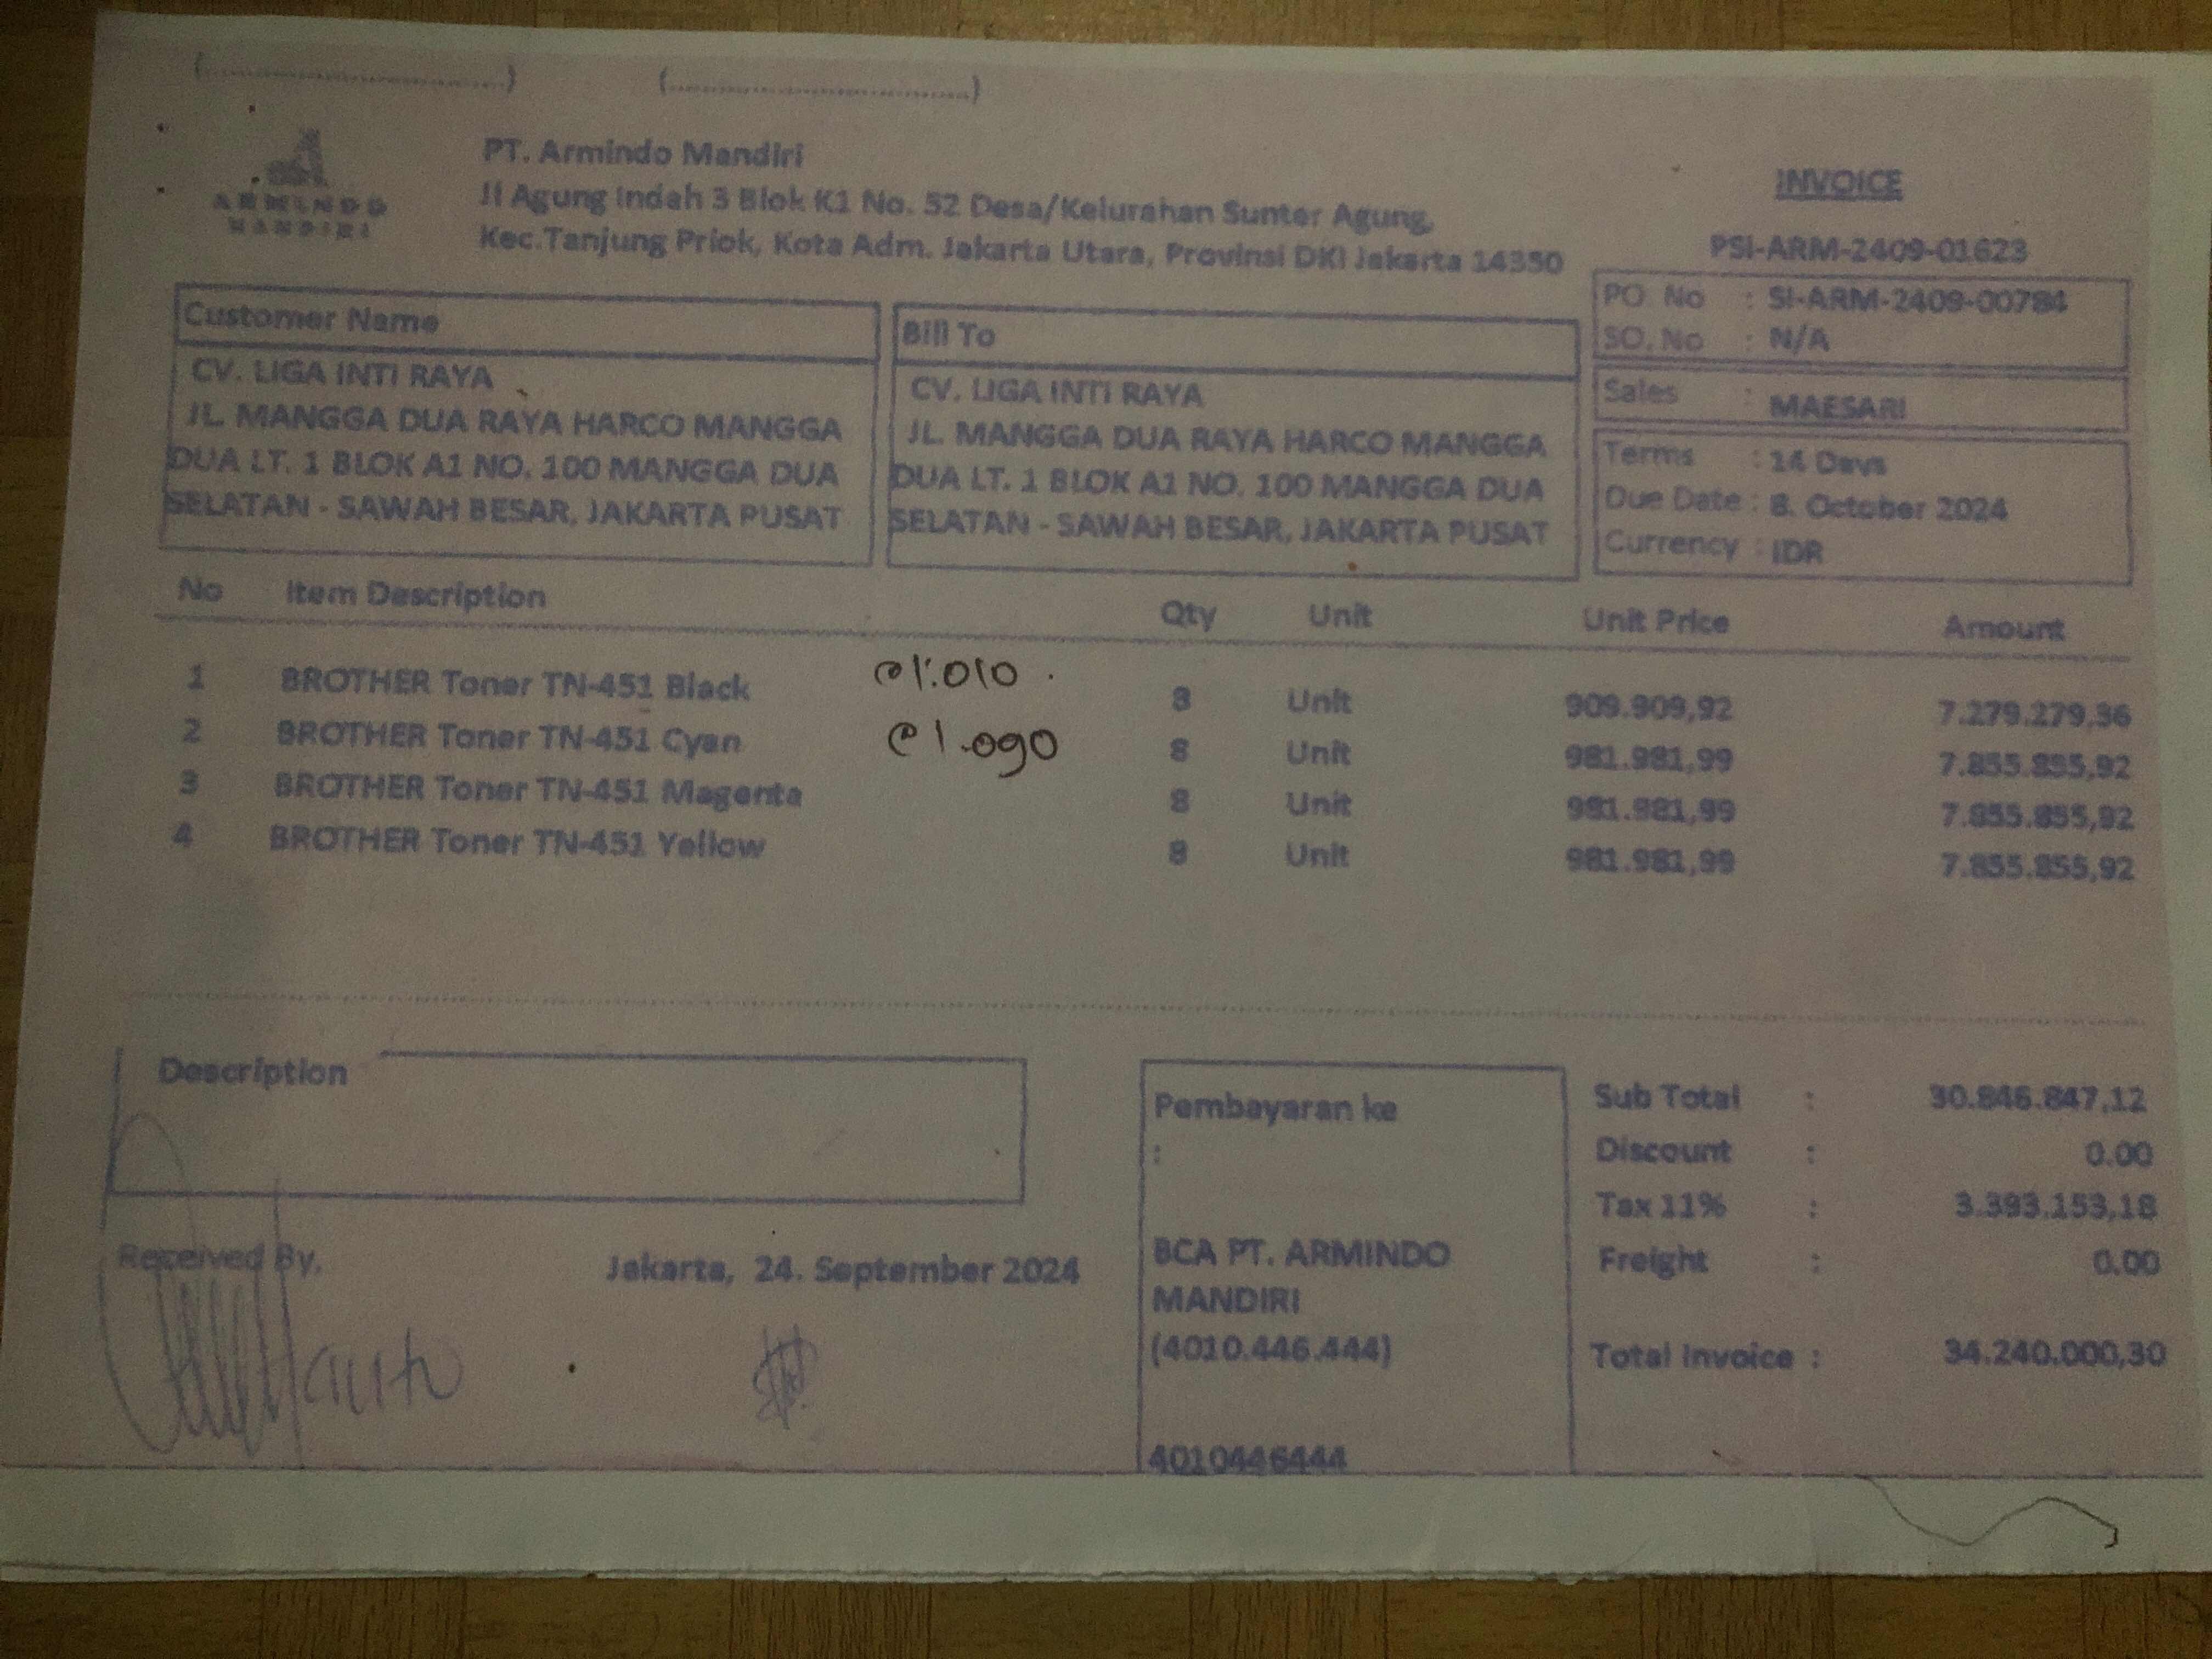 (..............................) (..............................)
ARMINDO
MANDIRI
PT. Armindo Mandiri
Jl Agung Indah 3 Blok K1 No. 52 Desa/Kelurahan Sunter Agung,
Kec.Tanjung Priok, Kota Adm. Jakarta Utara, Provinsi DKI Jakarta 14350
INVOICE
PSI-ARM-2409-01623
PO No : SI-ARM-2409-00784
SO. No : N/A
Sales : MAESARI
Terms : 14 Days
Due Date : 8. October 2024
Currency : IDR
Customer Name
CV. LIGA INTI RAYA
JL. MANGGA DUA RAYA HARCO MANGGA
DUA LT. 1 BLOK A1 NO. 100 MANGGA DUA
SELATAN - SAWAH BESAR, JAKARTA PUSAT
Bill To
CV. LIGA INTI RAYA
JL. MANGGA DUA RAYA HARCO MANGGA
DUA LT. 1 BLOK A1 NO. 100 MANGGA DUA
SELATAN - SAWAH BESAR, JAKARTA PUSAT
No Item Description Qty Unit Unit Price Amount
1 BROTHER Toner TN-451 Black @1.010 8 Unit 909.909,92 7.279.279,36
2 BROTHER Toner TN-451 Cyan @1.090 8 Unit 981.981,99 7.855.855,92
3 BROTHER Toner TN-451 Magenta 8 Unit 981.981,99 7.855.855,92
4 BROTHER Toner TN-451 Yellow 8 Unit 981.981,99 7.855.855,92
Description
Received By,
Jakarta, 24. September 2024
Pembayaran ke
:
BCA PT. ARMINDO
MANDIRI
(4010.446.444)
4010446444
Sub Total : 30.846.847,12
Discount : 0.00
Tax 11% : 3.393.153,18
Freight : 0.00
Total Invoice : 34.240.000,30